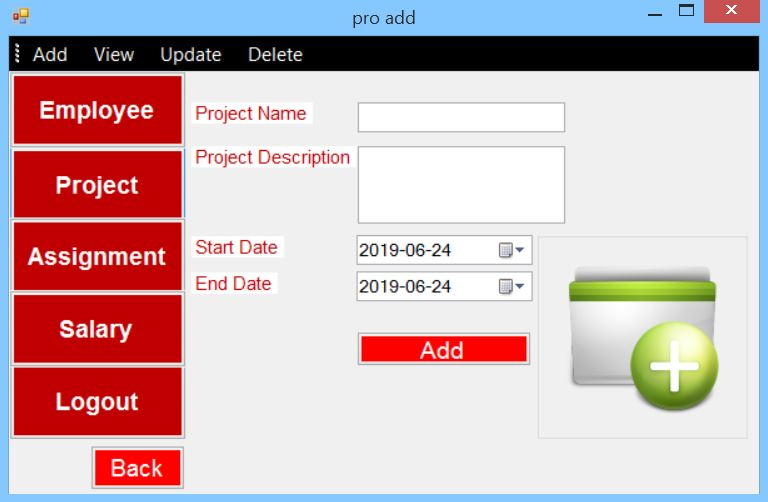 pro add
Add View Update Delete
Employee
Project
Assignment
Salary
Logout
Back
Project Name
Project Description
Start Date 2019-06-24
End Date 2019-06-24
Add